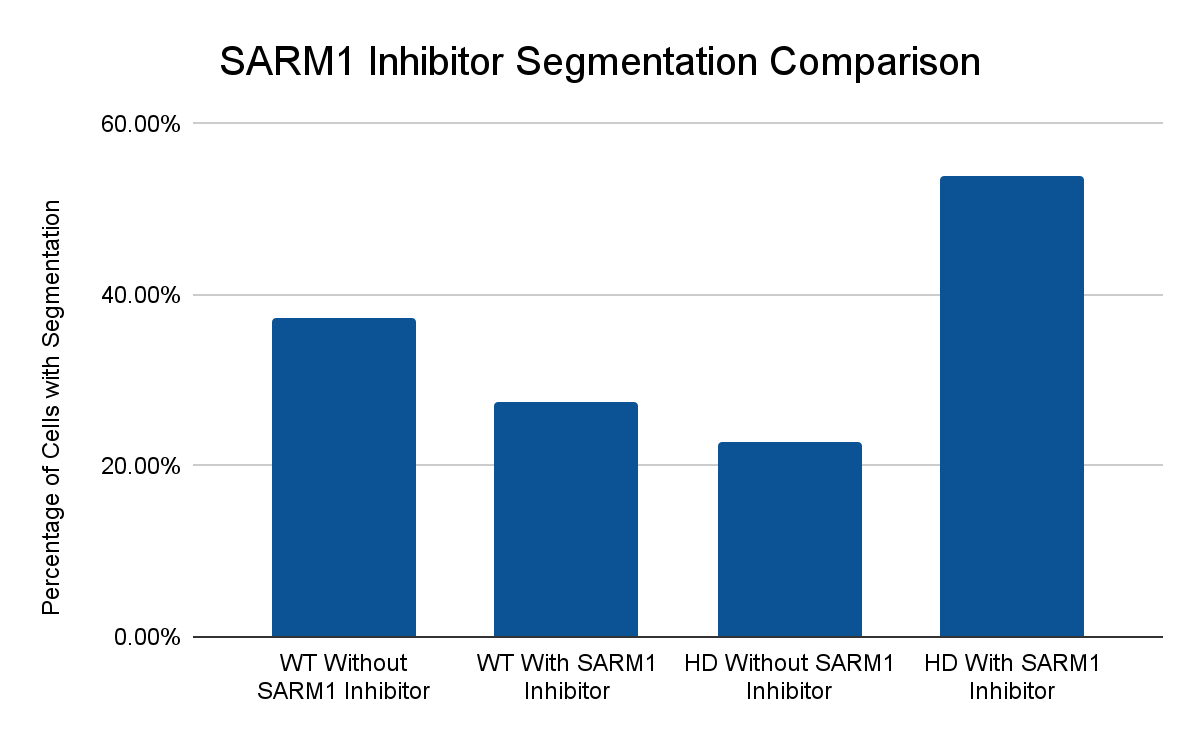 SARM1 Inhibitor Segmentation Comparison
Percentage of Cells with Segmentation
60.00%
40.00%
20.00%
0.00%
WT Without
SARM1 Inhibitor
WT With SARM1
Inhibitor
HD Without SARM1
Inhibitor
HD With SARM1
Inhibitor